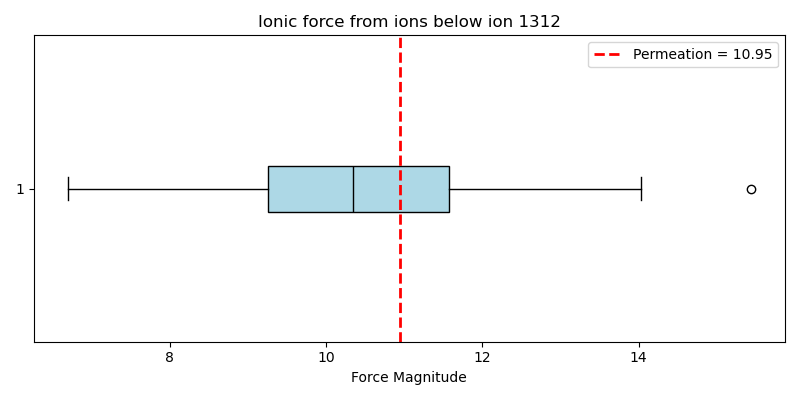 Ionic force from ions below ion 1312
Permeation = 10.95
1
8 10 12 14
Force Magnitude